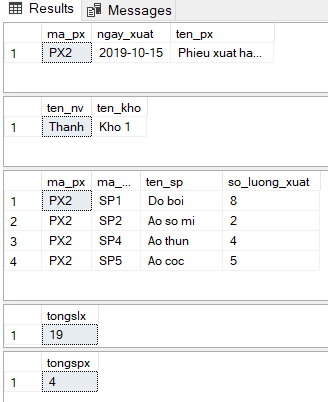 Results Messages
ma_px ngay_xuat ten_px
1 PX2 2019-10-15 Phieu xuat ha...
ten_nv ten_kho
1 Thanh Kho 1
ma_px ma_... ten_sp so_luong_xuat
1 PX2 SP1 Do boi 8
2 PX2 SP2 Ao so mi 2
3 PX2 SP4 Ao thun 4
4 PX2 SP5 Ao coc 5
tongslx
1 19
tongspx
1 4